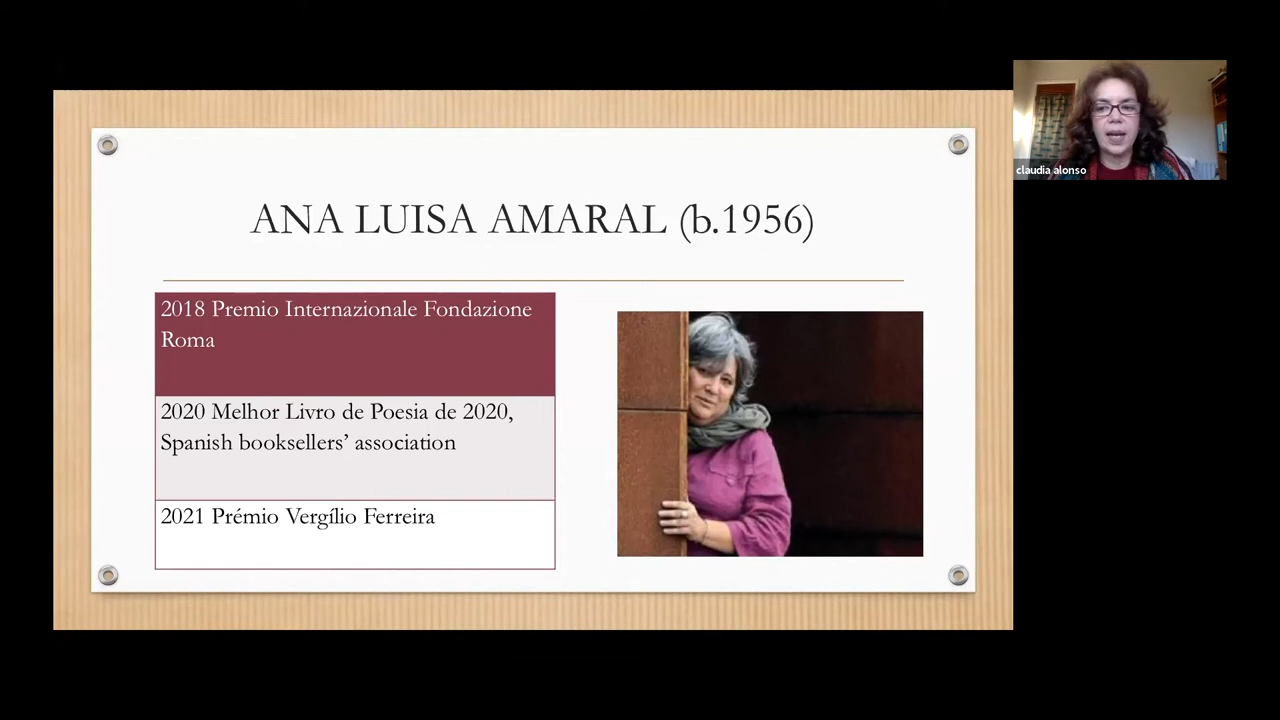 ANA LUISA AMARAL (b.1956)
2018 Premio Internazionale Fondazione
Roma
2020 Melhor Livro de Poesia de 2020,
Spanish booksellers’ association
2021 Prémio Vergílio Ferreira
claudia alonso